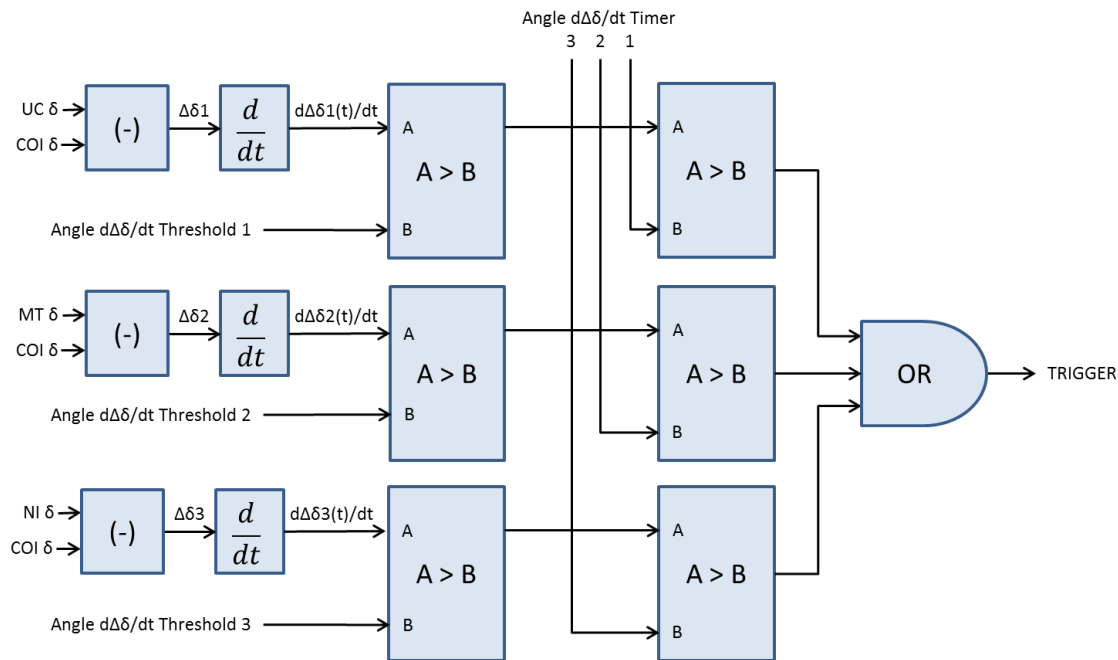 Angle dΔδ/dt Timer
3 2 1
UC δ
COI δ
(-)
Δδ1
d
dt
dΔδ1(t)/dt
A
A > B
B
Angle dΔδ/dt Threshold 1
A
A > B
B
MT δ
COI δ
(-)
Δδ2
d
dt
dΔδ2(t)/dt
A
A > B
B
Angle dΔδ/dt Threshold 2
A
A > B
B
OR
TRIGGER
NI δ
COI δ
(-)
Δδ3
d
dt
dΔδ3(t)/dt
A
A > B
B
Angle dΔδ/dt Threshold 3
A
A > B
B